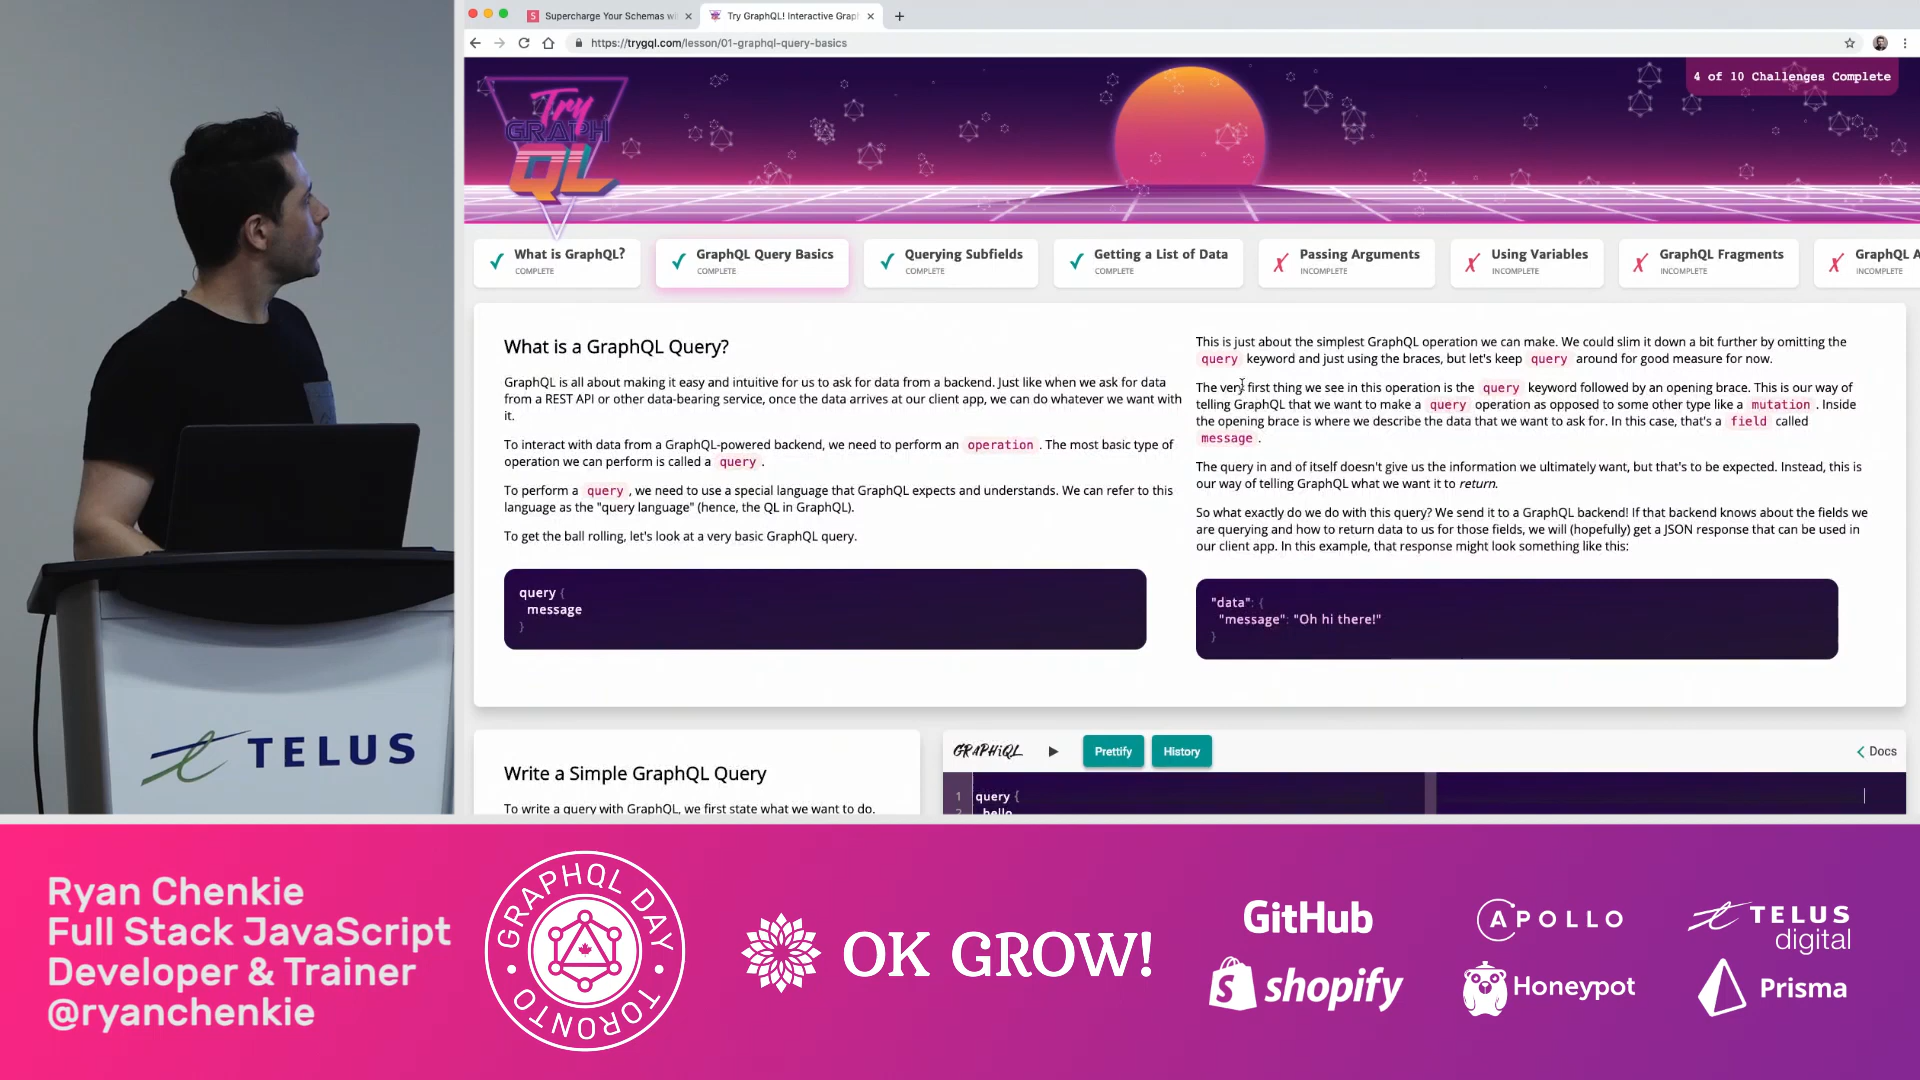 Supercharge Your Schemas wi
Try GraphQL! Interactive Grap
https://trygql.com/lesson/01-graphql-query-basics
4 of 10 Challenges Complete
Try
GRAPH
QL
What is GraphQL?
COMPLETE
GraphQL Query Basics
COMPLETE
Querying Subfields
COMPLETE
Getting a List of Data
COMPLETE
Passing Arguments
INCOMPLETE
Using Variables
INCOMPLETE
GraphQL Fragments
INCOMPLETE
GraphQL A
INCOMPLETE
What is a GraphQL Query?
GraphQL is all about making it easy and intuitive for us to ask for data from a backend. Just like when we ask for data
from a REST API or other data-bearing service, once the data arrives at our client app, we can do whatever we want with
it.
To interact with data from a GraphQL-powered backend, we need to perform an operation . The most basic type of
operation we can perform is called a query .
To perform a query , we need to use a special language that GraphQL expects and understands. We can refer to this
language as the "query language" (hence, the QL in GraphQL).
To get the ball rolling, let's look at a very basic GraphQL query.
query {
message
}
This is just about the simplest GraphQL operation we can make. We could slim it down a bit further by omitting the
query keyword and just using the braces, but let's keep query around for good measure for now.
The very first thing we see in this operation is the query keyword followed by an opening brace. This is our way of
telling GraphQL that we want to make a query operation as opposed to some other type like a mutation . Inside
the opening brace is where we describe the data that we want to ask for. In this case, that's a field called
message .
The query in and of itself doesn't give us the information we ultimately want, but that's to be expected. Instead, this is
our way of telling GraphQL what we want it to return.
So what exactly do we do with this query? We send it to a GraphQL backend! If that backend knows about the fields we
are querying and how to return data to us for those fields, we will (hopefully) get a JSON response that can be used in
our client app. In this example, that response might look something like this:
"data": {
"message": "Oh hi there!"
}
Write a Simple GraphQL Query
To write a query with GraphQL, we first state what we want to do.
GRAPHiQL
Prettify
History
Docs
1 query {
2 hello
TELUS
Ryan Chenkie
Full Stack JavaScript
Developer & Trainer
@ryanchenkie
GRAPHQL DAY
TORONTO
OK GROW!
GitHub
APOLLO
TELUS
digital
shopify
Honeypot
Prisma